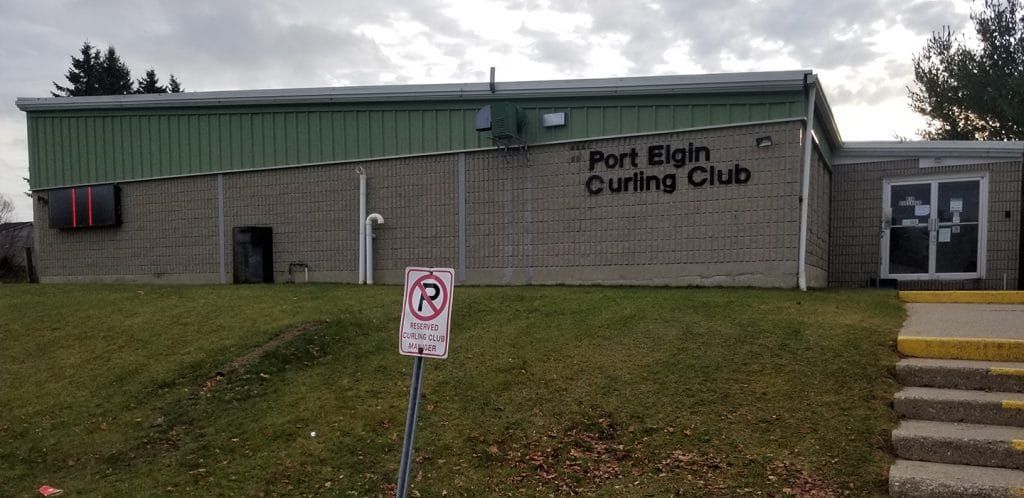 Port Elgin
Curling Club
P
RESERVED
CURLING CLUB
MANAGER